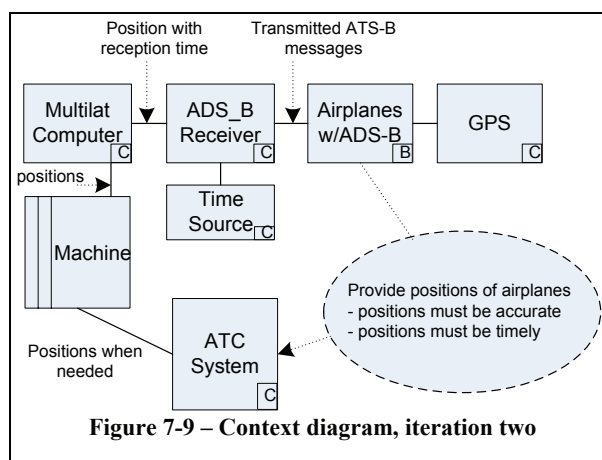 Position with
reception time
Transmitted ATS-B
messages
Multilat
Computer
C
ADS_B
Receiver
C
Airplanes
w/ADS-B
B
GPS
C
positions
Time
Source
C
Machine
Provide positions of airplanes
- positions must be accurate
- positions must be timely
ATC
System
C
Positions when
needed
Figure 7-9 – Context diagram, iteration two